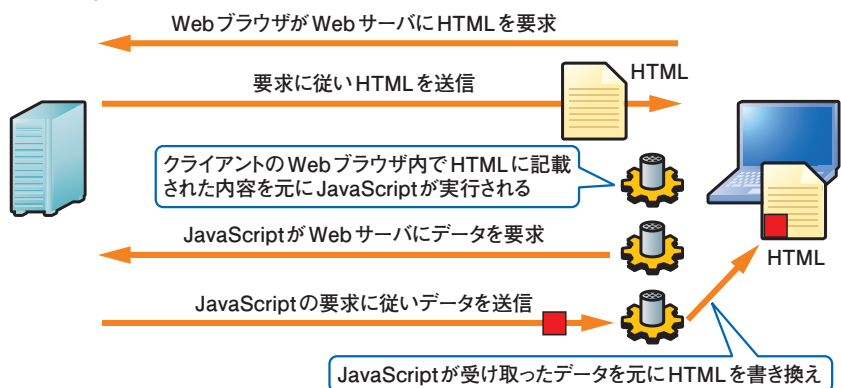 WebブラウザがWebサーバにHTMLを要求
要求に従いHTMLを送信
HTML
クライアントのWebブラウザ内でHTMLに記載
された内容を元にJavaScriptが実行される
JavaScriptがWebサーバにデータを要求
HTML
JavaScriptの要求に従いデータを送信
JavaScriptが受け取ったデータを元にHTMLを書き換え